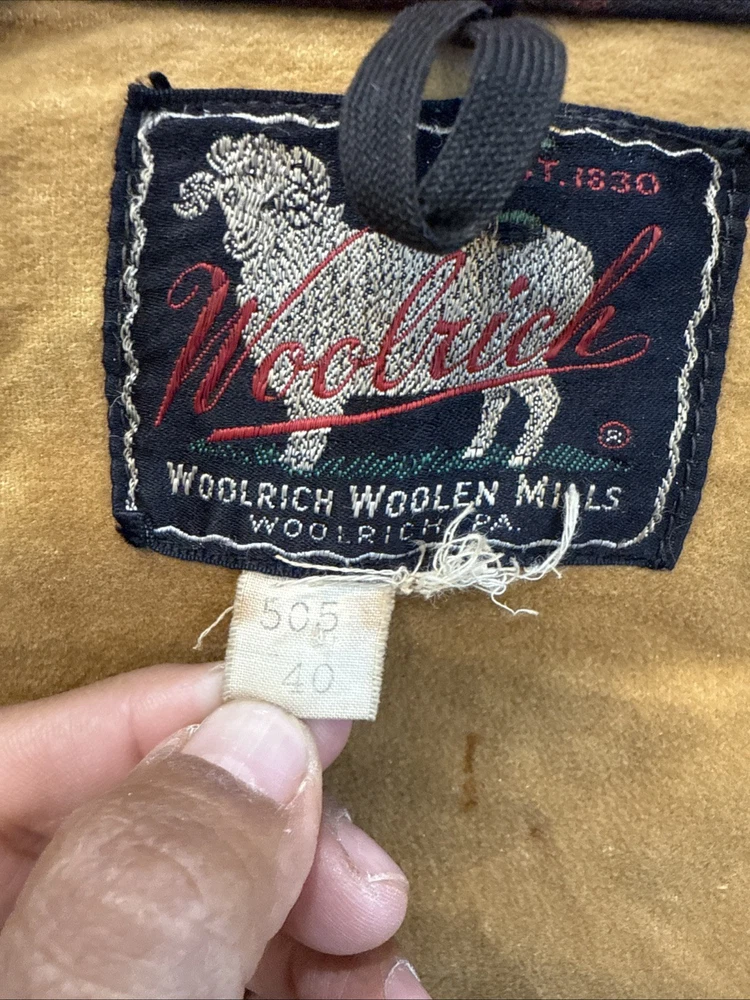 T. 1830
Woolrich
®
WOOLRICH WOOLEN MILLS
WOOLRICH, PA.
505
40